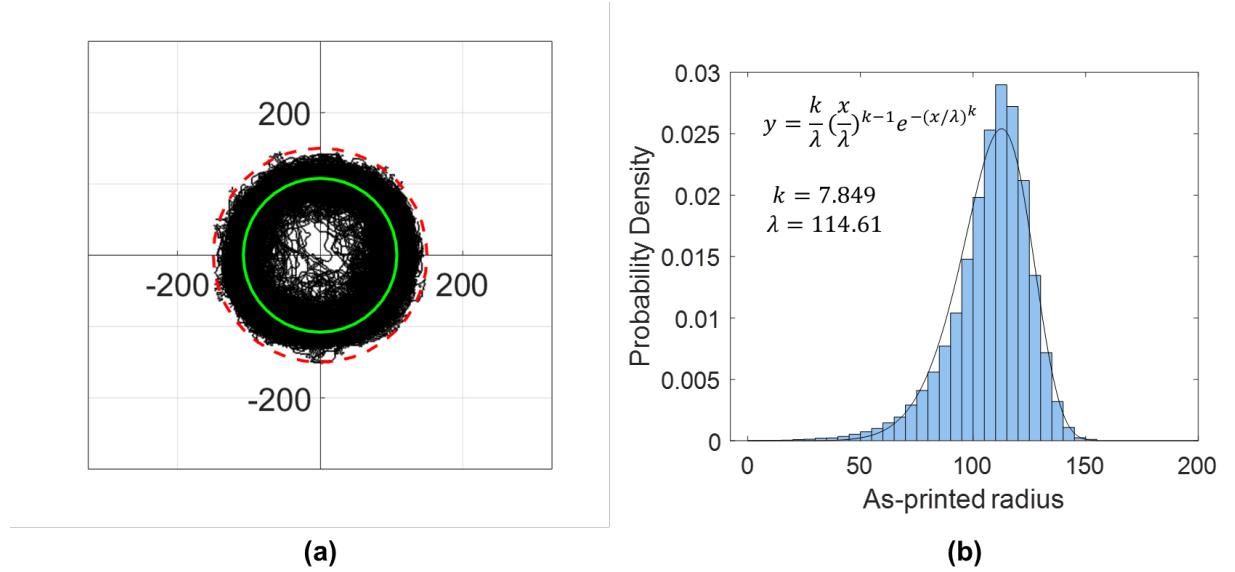 200
-200
200
-200
(a)
0.03
0.025
0.02
0.015
0.01
0.005
0
Probability Density
y = k/λ (x/λ)^{k−1} e^{−(x/λ)^k}
k = 7.849
λ = 114.61
0 50 100 150 200
As-printed radius
(b)